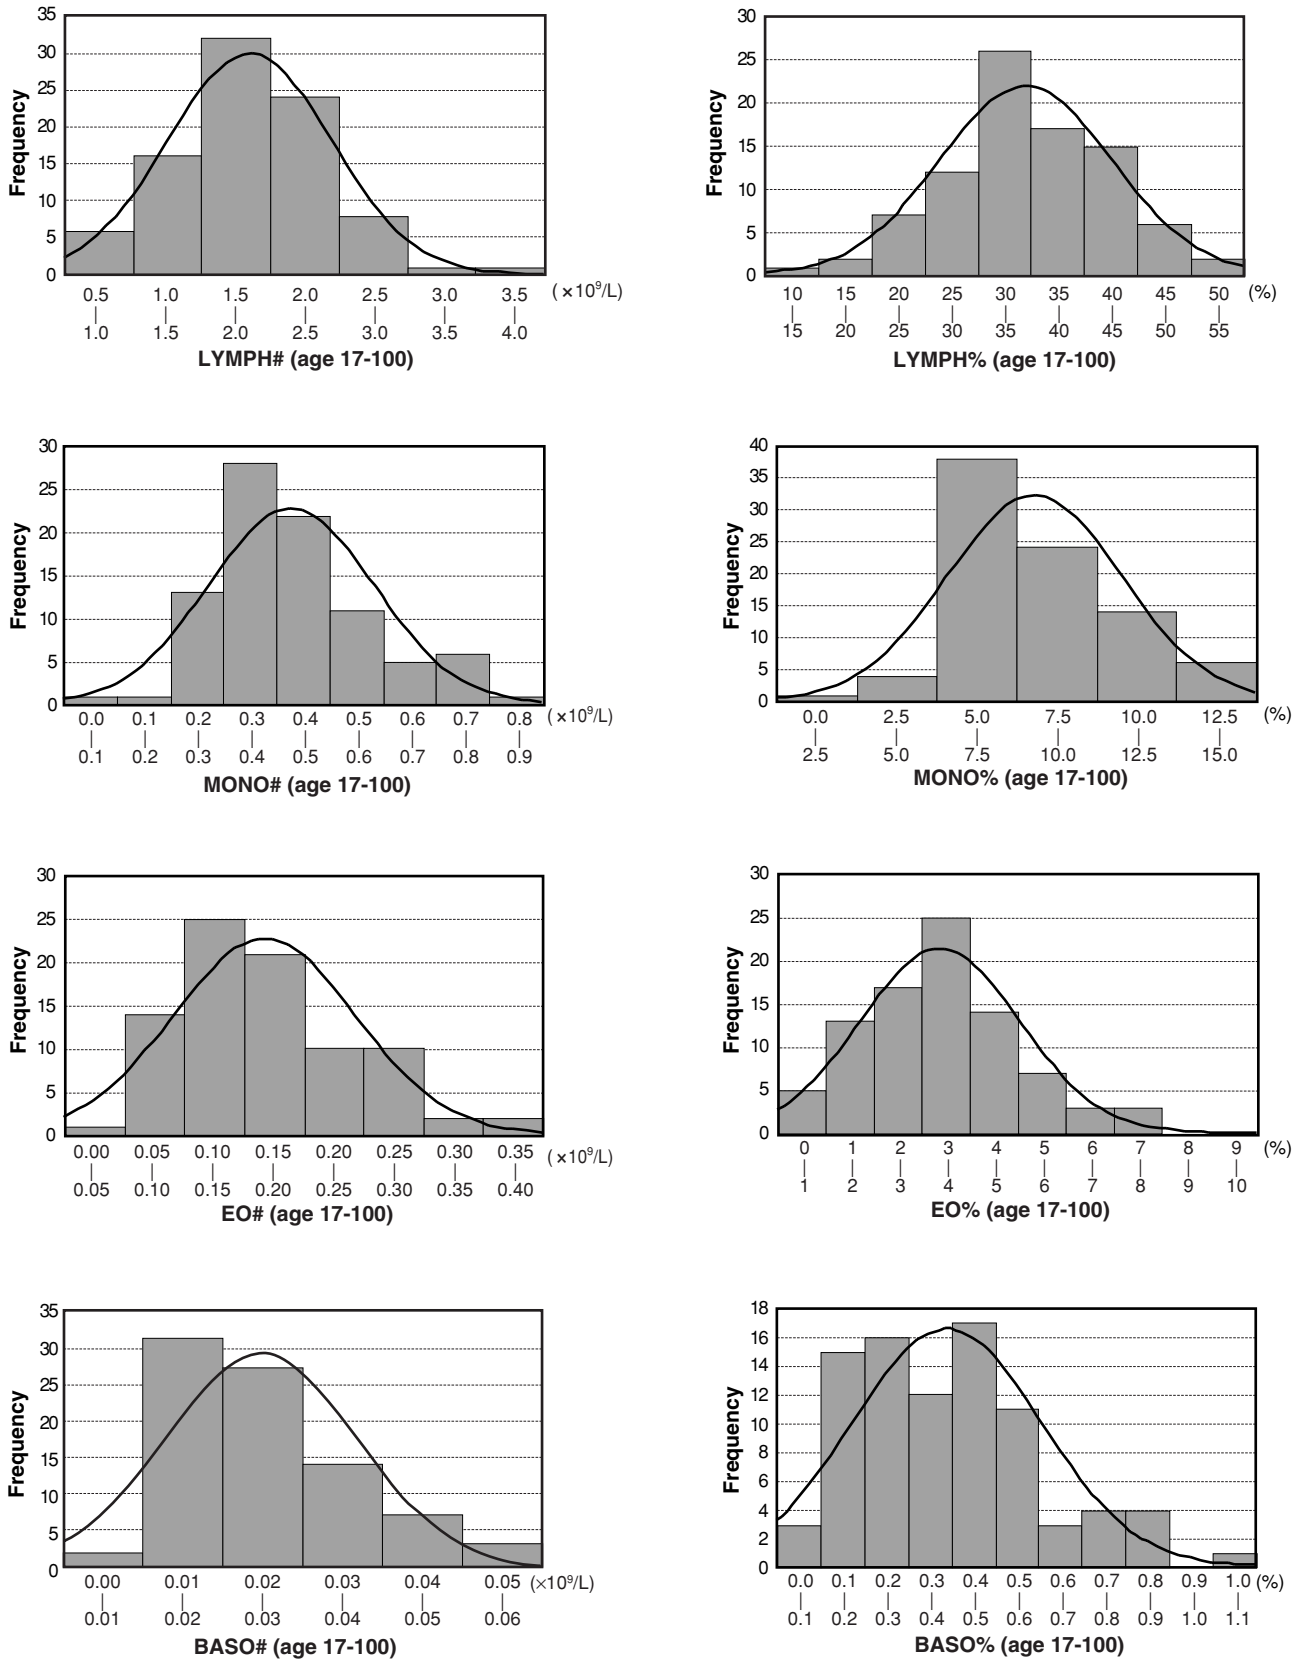 35
30
25
20
15
10
5
0
Frequency
0.5 1.0 1.5 2.0 2.5 3.0 3.5 (×10⁹/L)
| | | | | | |
1.0 1.5 2.0 2.5 3.0 3.5 4.0
LYMPH# (age 17-100)
30
25
20
15
10
5
0
Frequency
10 15 20 25 30 35 40 45 50 (%)
| | | | | | | | |
15 20 25 30 35 40 45 50 55
LYMPH% (age 17-100)
30
25
20
15
10
5
0
Frequency
0.0 0.1 0.2 0.3 0.4 0.5 0.6 0.7 0.8 (×10⁹/L)
| | | | | | | | |
0.1 0.2 0.3 0.4 0.5 0.6 0.7 0.8 0.9
MONO# (age 17-100)
40
35
30
25
20
15
10
5
0
Frequency
0.0 2.5 5.0 7.5 10.0 12.5 (%)
| | | | | |
2.5 5.0 7.5 10.0 12.5 15.0
MONO% (age 17-100)
30
25
20
15
10
5
0
Frequency
0.00 0.05 0.10 0.15 0.20 0.25 0.30 0.35 (×10⁹/L)
| | | | | | | |
0.05 0.10 0.15 0.20 0.25 0.30 0.35 0.40
EO# (age 17-100)
30
25
20
15
10
5
0
Frequency
0 1 2 3 4 5 6 7 8 9 (%)
| | | | | | | | | |
1 2 3 4 5 6 7 8 9 10
EO% (age 17-100)
35
30
25
20
15
10
5
0
Frequency
0.00 0.01 0.02 0.03 0.04 0.05 (×10⁹/L)
| | | | | |
0.01 0.02 0.03 0.04 0.05 0.06
BASO# (age 17-100)
18
16
14
12
10
8
6
4
2
0
Frequency
0.0 0.1 0.2 0.3 0.4 0.5 0.6 0.7 0.8 0.9 1.0 (%)
| | | | | | | | | | |
0.1 0.2 0.3 0.4 0.5 0.6 0.7 0.8 0.9 1.0 1.1
BASO% (age 17-100)